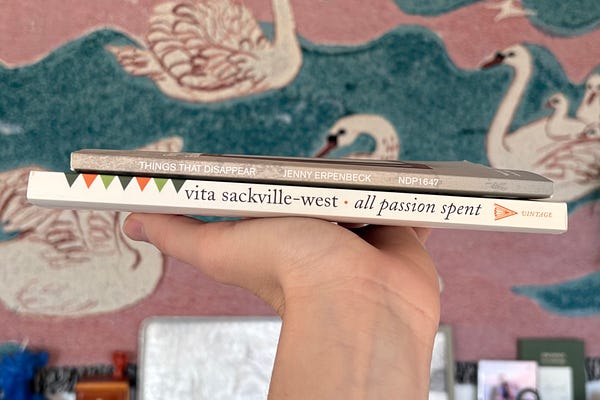 THINGS THAT DISAPPEAR JENNY ERPENBECK NDP1647
vita sackville-west • all passion spent VINTAGE